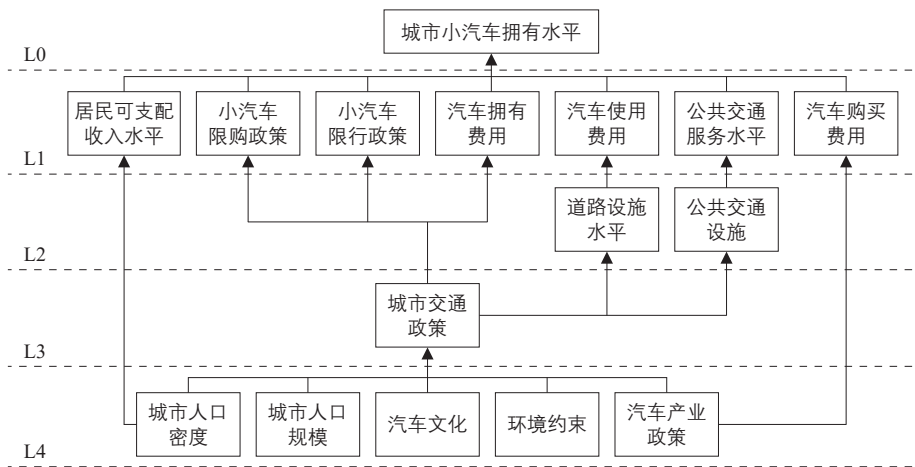 城市小汽车拥有水平
L0
居民可支配
收入水平
小汽车
限购政策
小汽车
限行政策
汽车拥有
费用
汽车使用
费用
公共交通
服务水平
汽车购买
费用
L1
道路设施
水平
公共交通
设施
L2
城市交通
政策
L3
城市人口
密度
城市人口
规模
汽车文化
环境约束
汽车产业
政策
L4